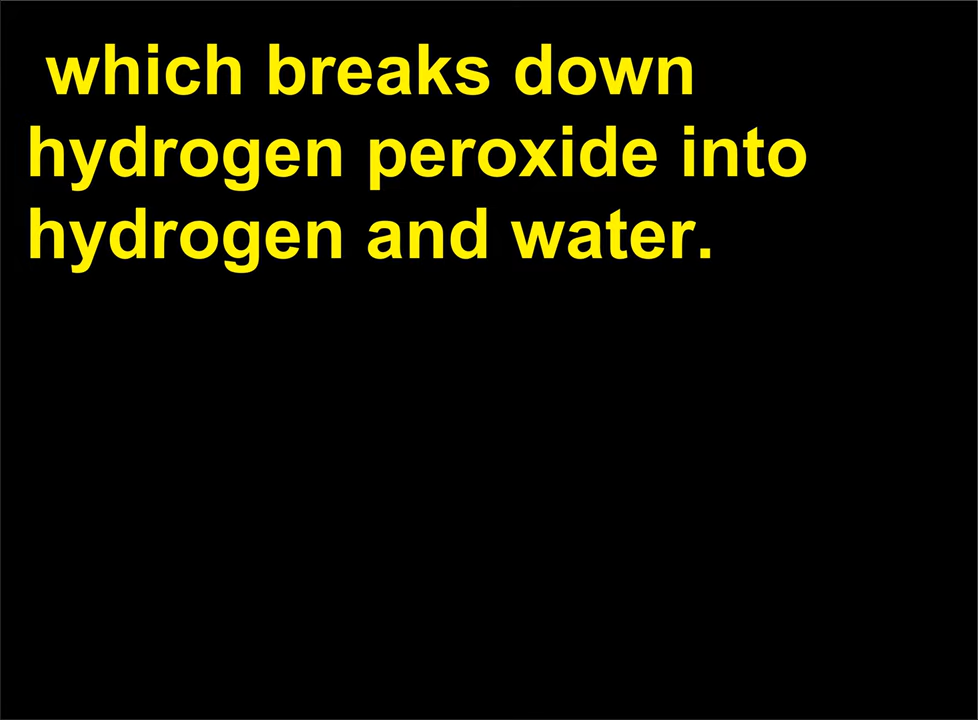 which breaks down
hydrogen peroxide into
hydrogen and water.